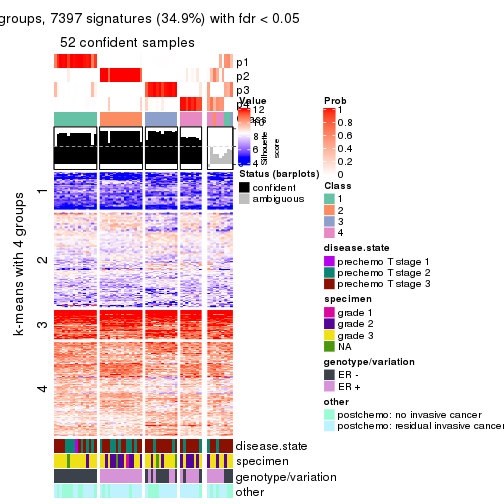 groups, 7397 signatures (34.9%) with fdr < 0.05
52 confident samples
p1
p2
p3
p4
Value
12
10
8
6
4
Silhouette
score
Status (barplots)
confident
ambiguous
Prob
1
0.8
0.6
0.4
0.2
0
Class
1
2
3
4
disease.state
prechemo T stage 1
prechemo T stage 2
prechemo T stage 3
specimen
grade 1
grade 2
grade 3
NA
genotype/variation
ER -
ER +
other
postchemo: no invasive cancer
postchemo: residual invasive cancer
k-means with 4 groups
1
2
3
4
disease.state
specimen
genotype/variation
other